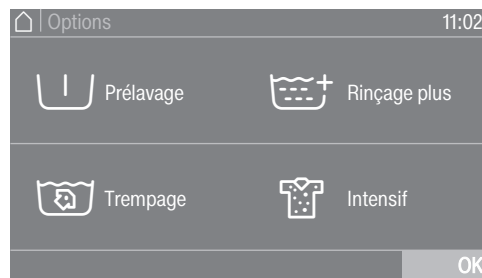 Options 11:02
Prélavage Rinçage plus
Trempage Intensif
OK